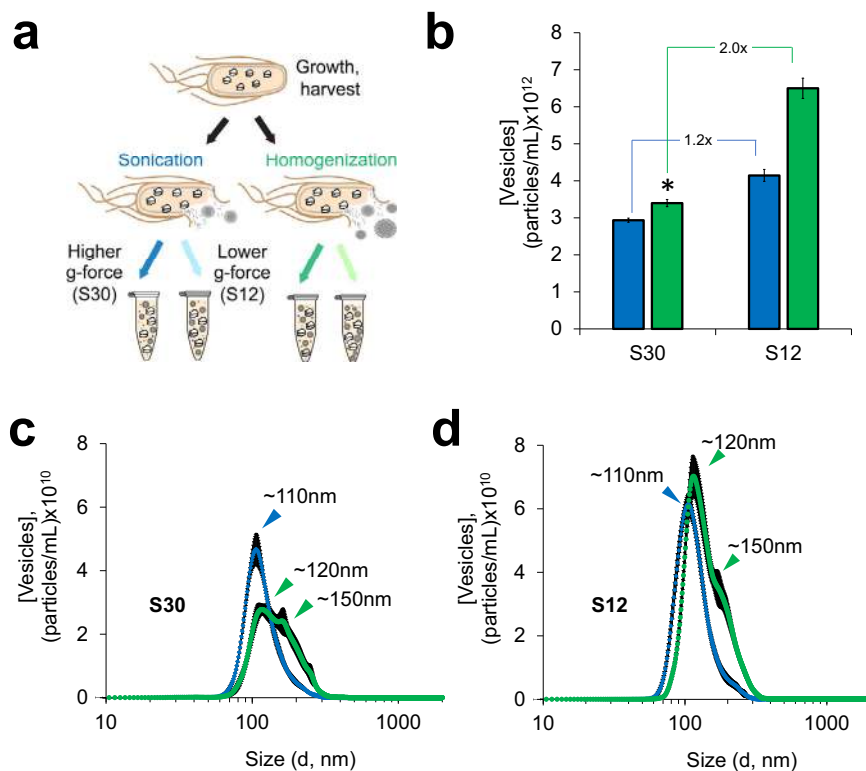 a
Growth,
harvest
Sonication
Homogenization
Higher
g-force
(S30)
Lower
g-force
(S12)
b
[Vesicles]
(particles/mL)x10¹²
8
7
6
5
4
3
2
1
0
2.0x
1.2x
*
S30
S12
c
[Vesicles],
(particles/mL)x10¹⁰
8
6
4
2
0
~110nm
~120nm
~150nm
S30
10
100
1000
Size (d, nm)
d
[Vesicles],
(particles/mL)x10¹⁰
8
6
4
2
0
~120nm
~110nm
~150nm
S12
10
100
1000
Size (d, nm)